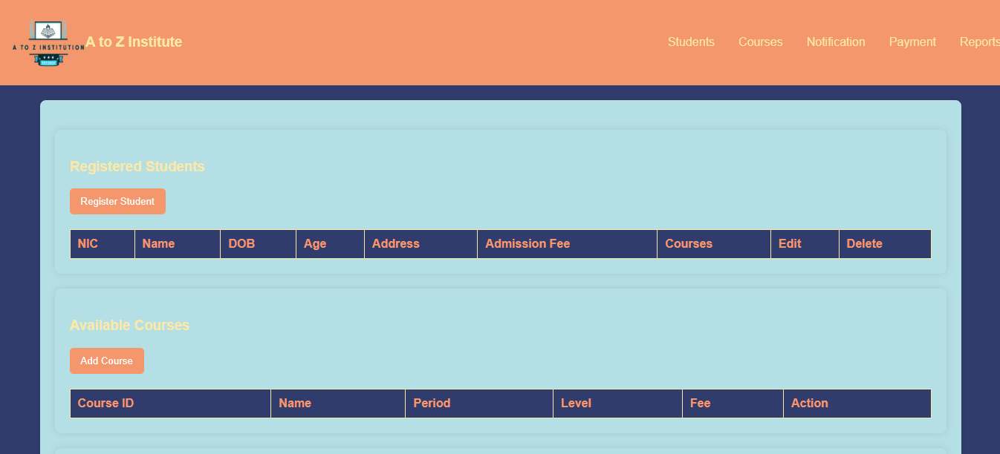 A TO Z INSTITUTION
A to Z Institute
Students Courses Notification Payment Reports
Registered Students
Register Student
NIC Name DOB Age Address Admission Fee Courses Edit Delete
Available Courses
Add Course
Course ID Name Period Level Fee Action